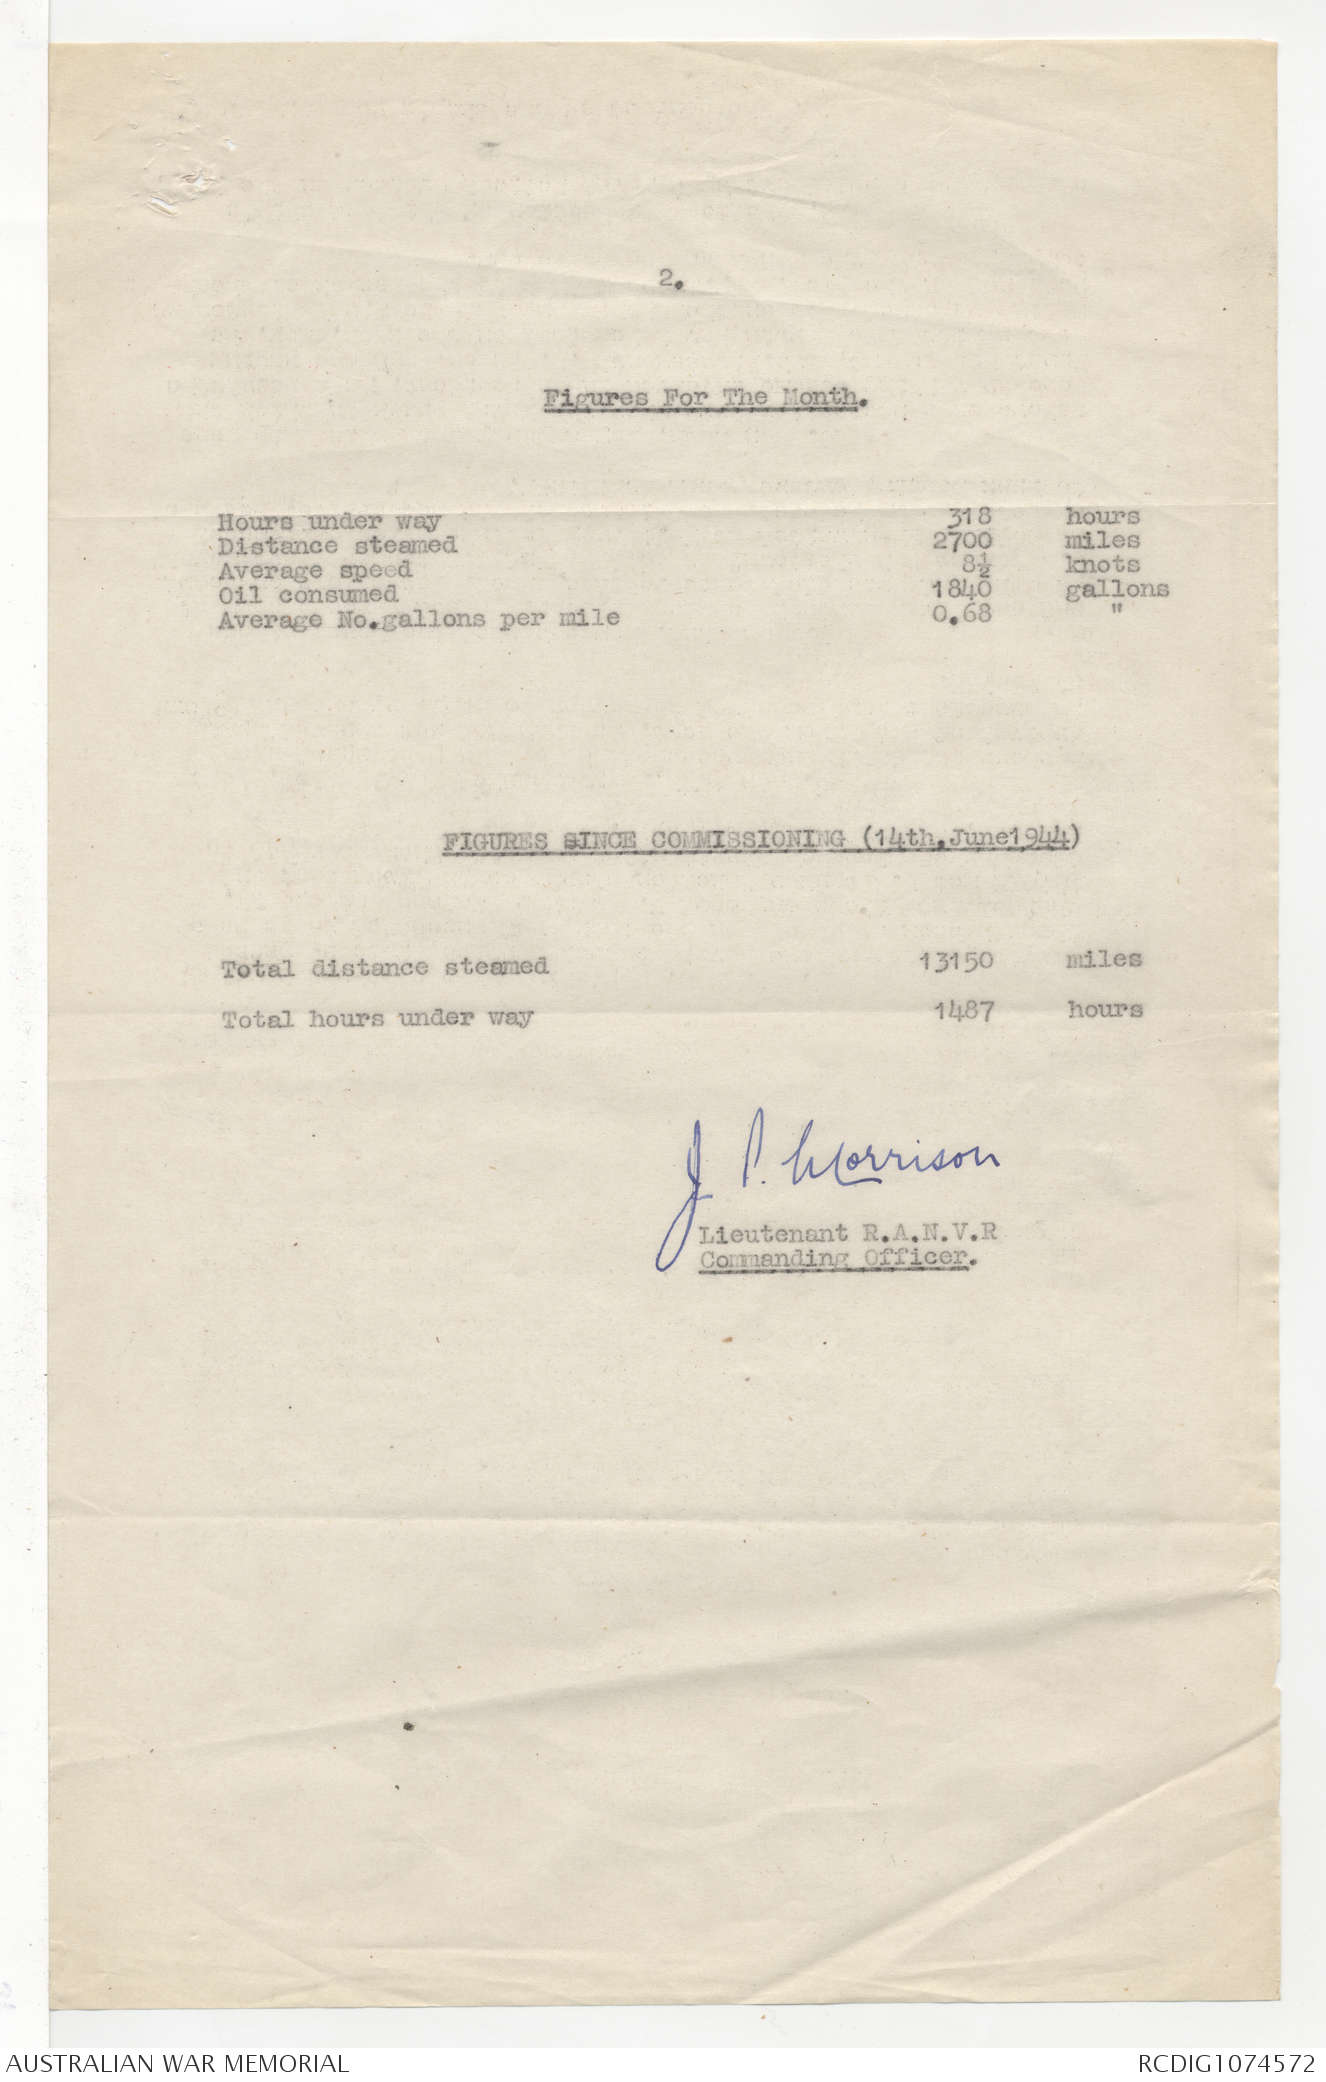 2.
Figures For The Month.
Hours under way 318 hours
Distance steamed 2700 miles
Average speed 8½ knots
Oil consumed 1840 gallons
Average No.gallons per mile 0.68 "
FIGURES SINCE COMMISSIONING (14th.June1944)
Total distance steamed 13150 miles
Total hours under way 1487 hours
J P. Morrison
Lieutenant R.A.N.V.R
Commanding Officer.
AUSTRALIAN WAR MEMORIAL RCDIG1074572